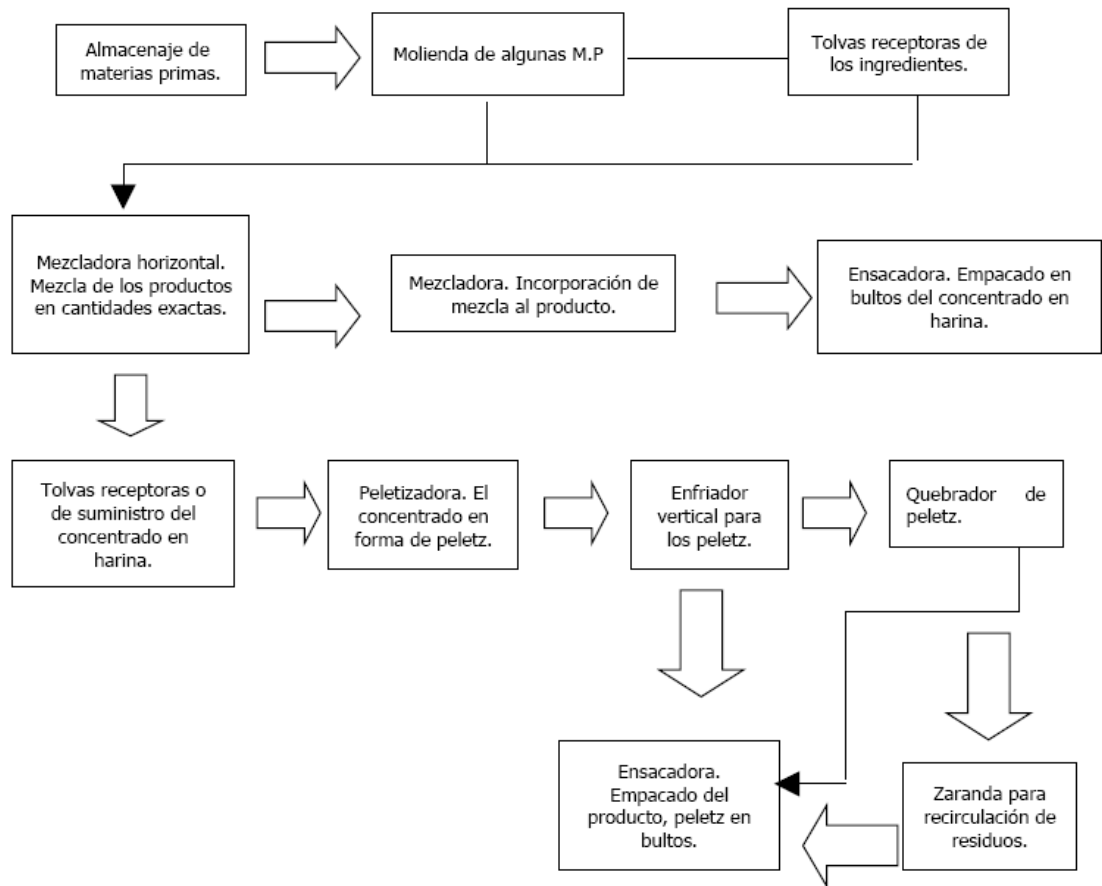 Almacenaje de
materias primas.
Molienda de algunas M.P
Tolvas receptoras de
los ingredientes.
Mezcladora horizontal.
Mezcla de los productos
en cantidades exactas.
Mezcladora. Incorporación de
mezcla al producto.
Ensacadora. Empacado en
bultos del concentrado en
harina.
Tolvas receptoras o
de suministro del
concentrado en
harina.
Peletizadora. El
concentrado en
forma de peletz.
Enfriador
vertical para
los peletz.
Quebrador de
peletz.
Ensacadora.
Empacado del
producto, peletz en
bultos.
Zaranda para
recirculación de
residuos.